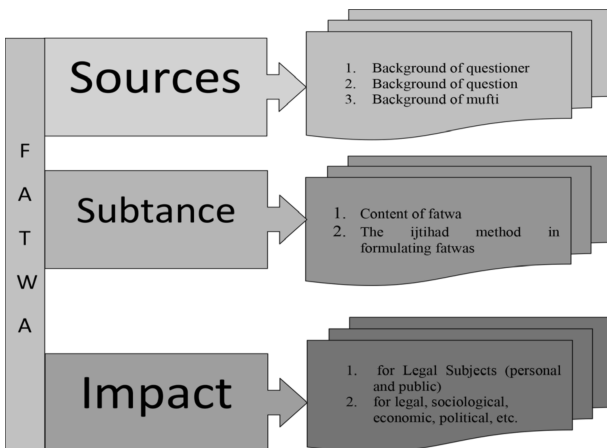 F
A
T
W
A
Sources
1. Background of questioner
2. Background of question
3. Background of mufti
Subtance
1. Content of fatwa
2. The ijtihad method in
formulating fatwas
Impact
1. for Legal Subjects (personal
and public)
2. for legal, sociological,
economic, political, etc.